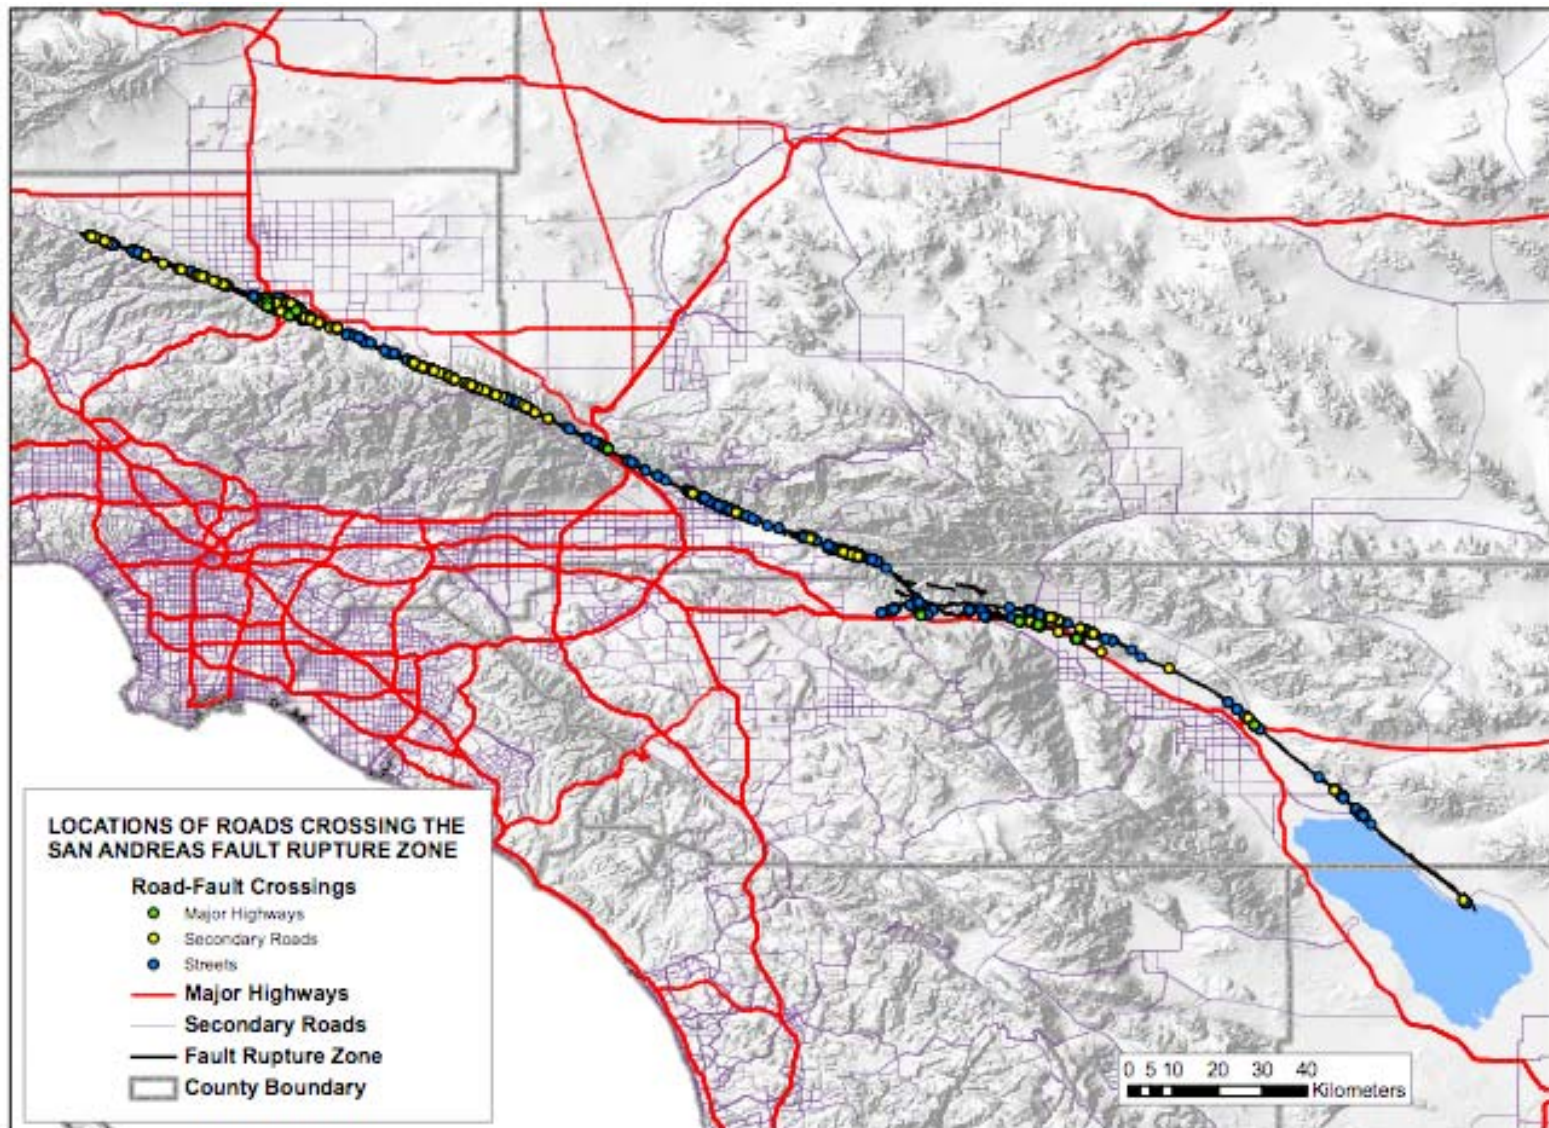 LOCATIONS OF ROADS CROSSING THE
SAN ANDREAS FAULT RUPTURE ZONE
Road-Fault Crossings
Major Highways
Secondary Roads
Streets
Major Highways
Secondary Roads
Fault Rupture Zone
County Boundary
0 5 10 20 30 40
Kilometers